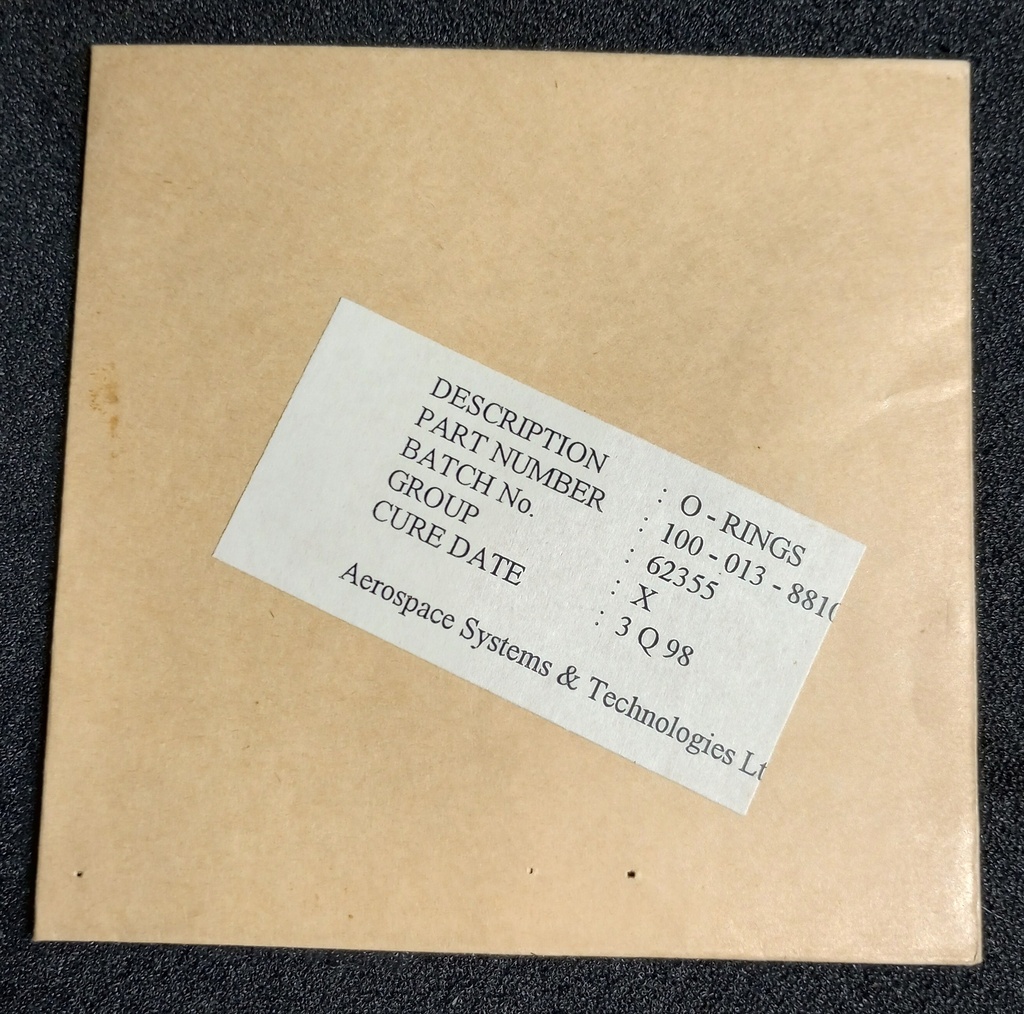 DESCRIPTION : O - RINGS
PART NUMBER : 100 - 013 - 881
BATCH No. : 62355
GROUP : X
CURE DATE : 3 Q 98
Aerospace Systems & Technologies Lt